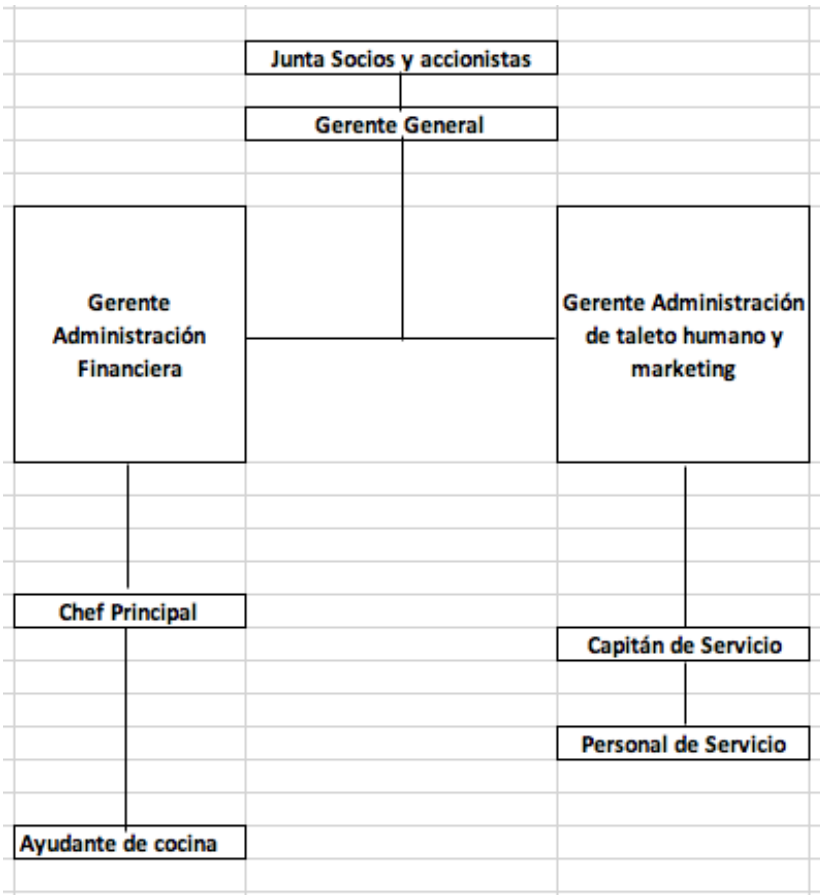 Junta Socios y accionistas
Gerente General
Gerente
Administración
Financiera
Gerente Administración
de taleto humano y
marketing
Chef Principal
Capitán de Servicio
Personal de Servicio
Ayudante de cocina